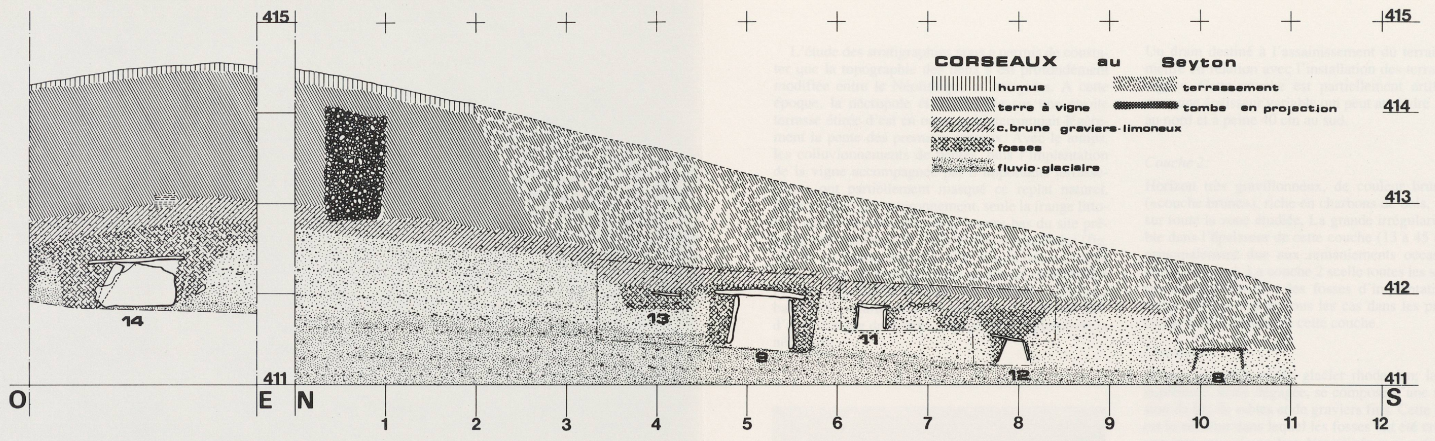 415 415
CORSEAUX au Seyton
humus terrassement
terre à vigne tombe en projection
c.brune graviers-limoneux
fosses
fluvio-glaciaire
414
413
412
14 13 9 11 12 8
411 411
O E N S
1 2 3 4 5 6 7 8 9 10 11 12